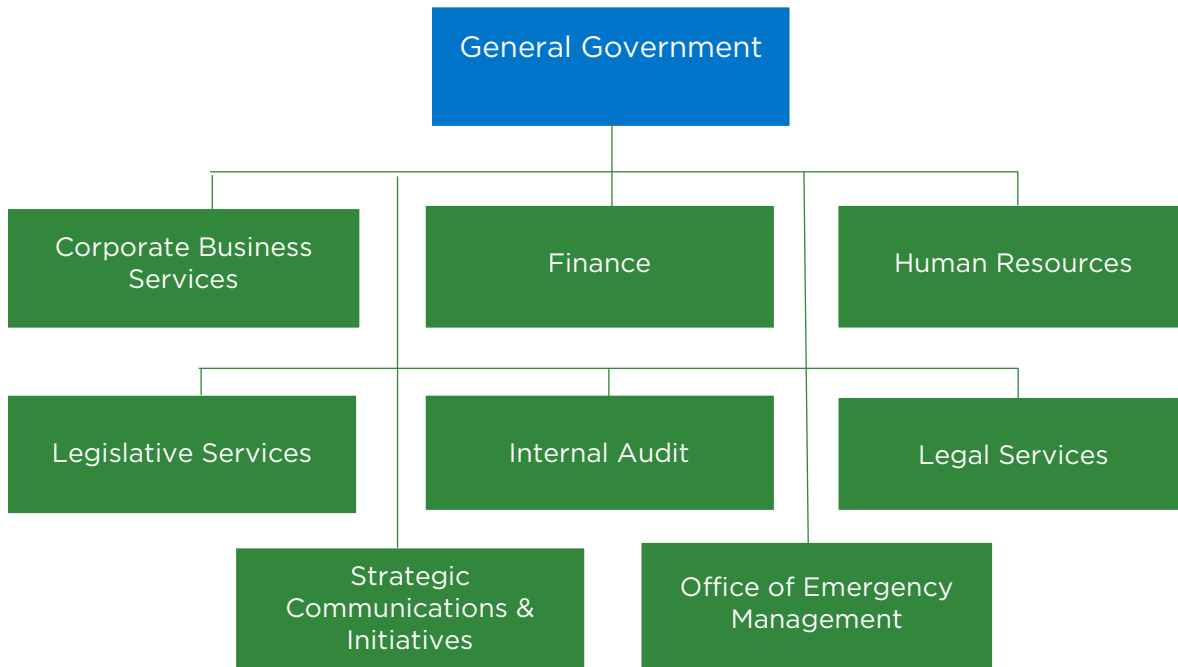 General Government
Corporate Business
Services
Finance
Human Resources
Legislative Services
Internal Audit
Legal Services
Strategic
Communications &
Initiatives
Office of Emergency
Management